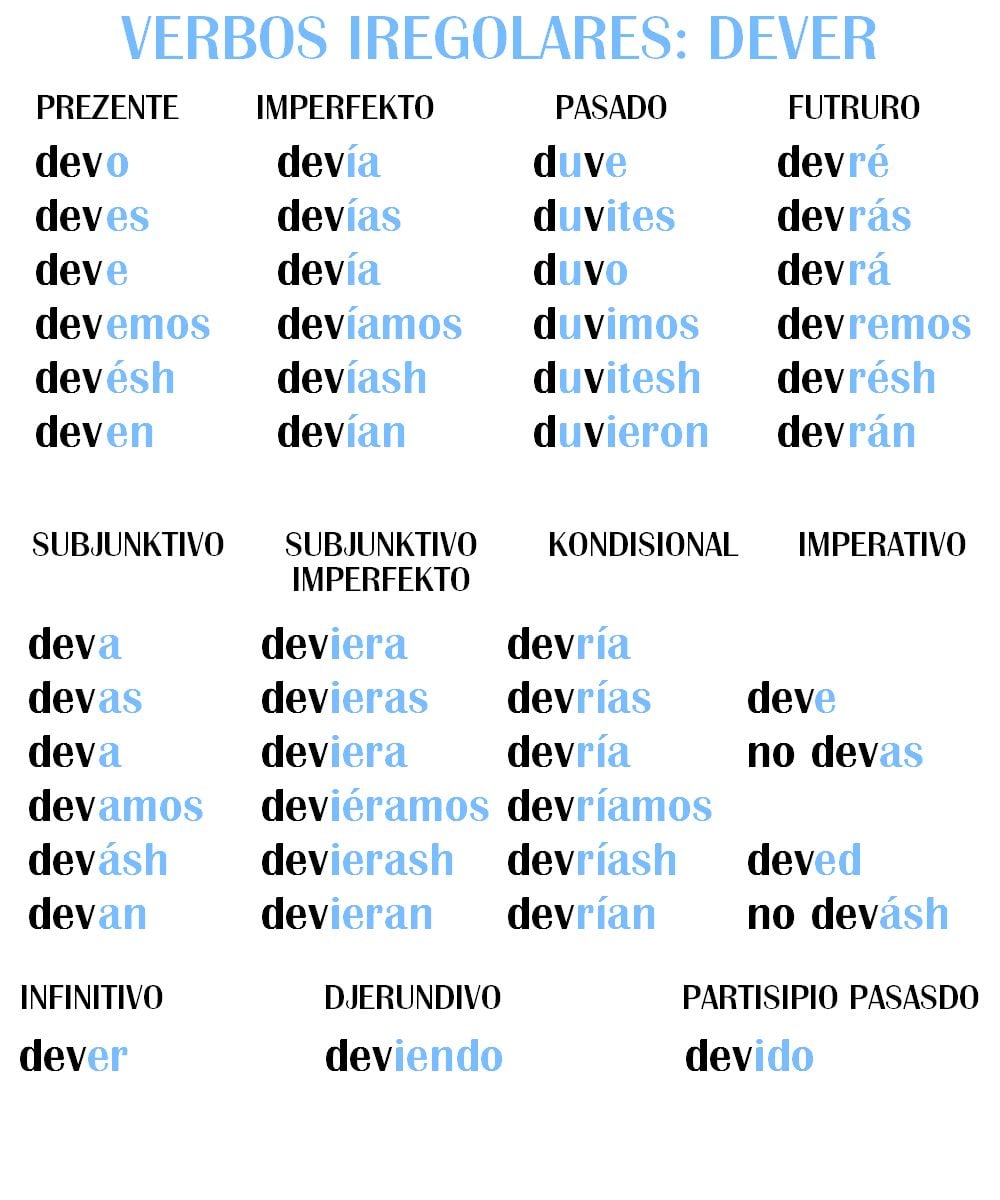 VERBOS IREGOLARES: DEVER
PREZENTE IMPERFEKTO PASADO FUTRURO
devo devía duve devré
deves devías duvites devrás
deve devía duvo devrá
devemos devíamos duvimos devremos
devésh devíash duvitesh devrésh
deven devían duvieron devrán
SUBJUNKTIVO SUBJUNKTIVO KONDISIONAL IMPERATIVO
IMPERFEKTO
deva deviera devría
devas devieras devrías deve
deva deviera devría no devas
devamos deviéramos devríamos
devásh devierash devríash deved
devan devieran devrían no devásh
INFINITIVO DJERUNDIVO PARTISIPIO PASASDO
dever deviendo devido